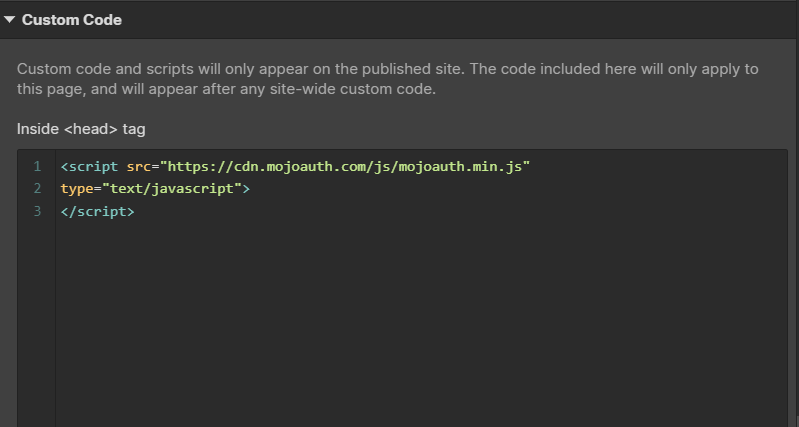 Custom Code
Custom code and scripts will only appear on the published site. The code included here will only apply to
this page, and will appear after any site-wide custom code.
Inside <head> tag
1 <script src="https://cdn.mojoauth.com/js/mojoauth.min.js"
2 type="text/javascript">
3 </script>